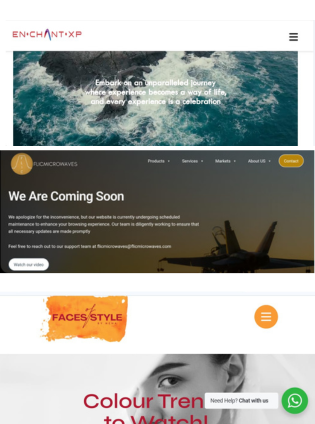 EN•CHANT•XP
Embark on an unparalleled journey
where experience becomes a way of life,
and every experience is a celebration
FLICMICROWAVES
Products
Services
Markets
About US
Contact
We Are Coming Soon
We apologize for the inconvenience, but our website is currently undergoing scheduled
maintenance to enhance your browsing experience. Our team is diligently working to ensure that
all necessary updates are made promptly
Feel free to reach out to our support team at flicmicrowaves@flicmicrowaves.com
Watch our video
FACES STYLE
Colour Tren
to Watch!
Need Help? Chat with us